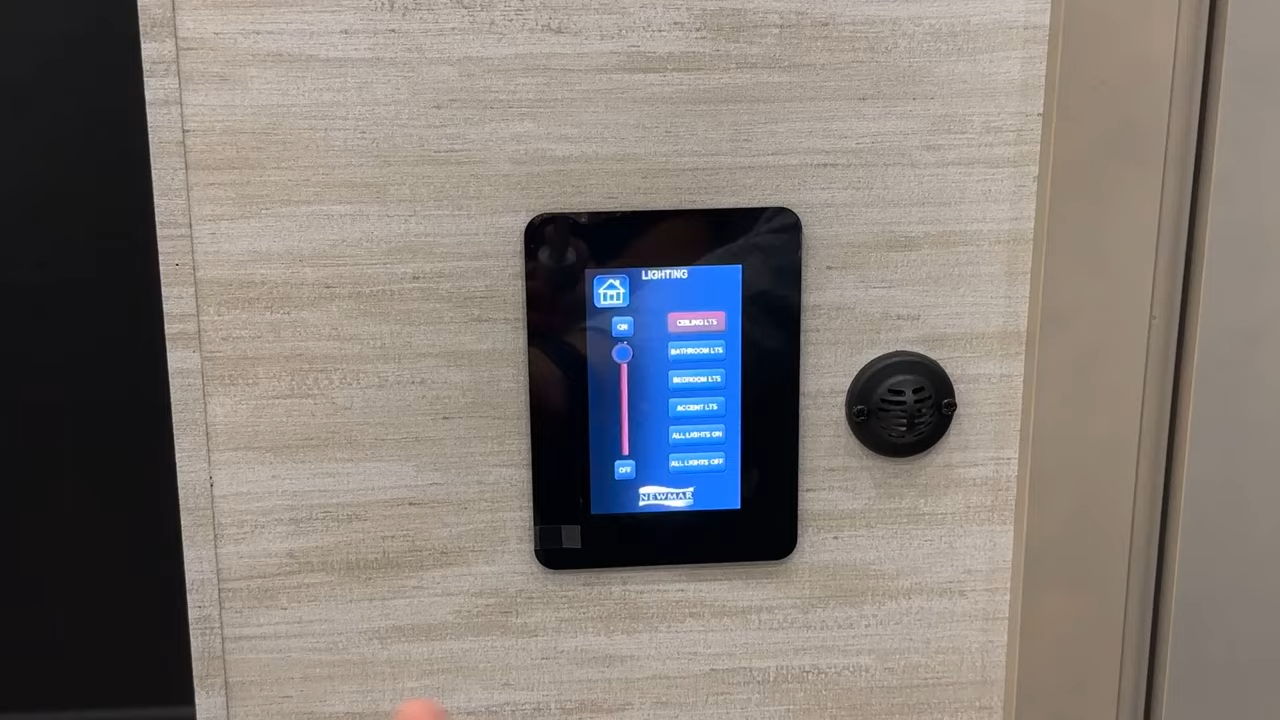 LIGHTING
ON
CEILING LTS
BATHROOM LTS
BEDROOM LTS
ACCENT LTS
ALL LIGHTS ON
OFF
ALL LIGHTS OFF
NEWMAR